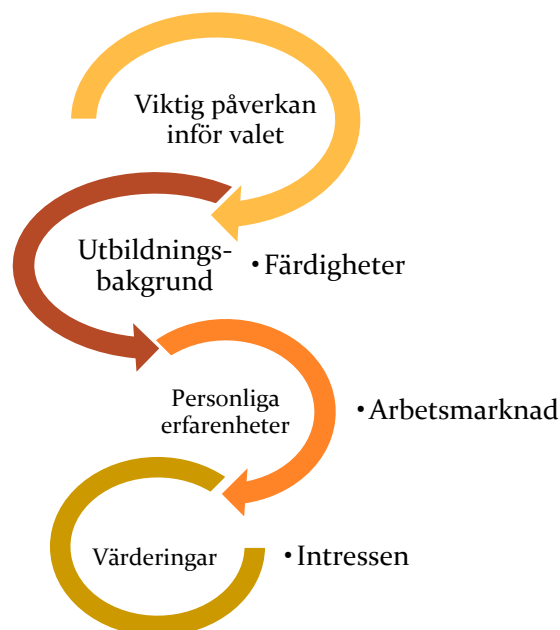 Viktig påverkan
inför valet
Utbildnings-
bakgrund
• Färdigheter
Personliga
erfarenheter
• Arbetsmarknad
Värderingar
• Intressen